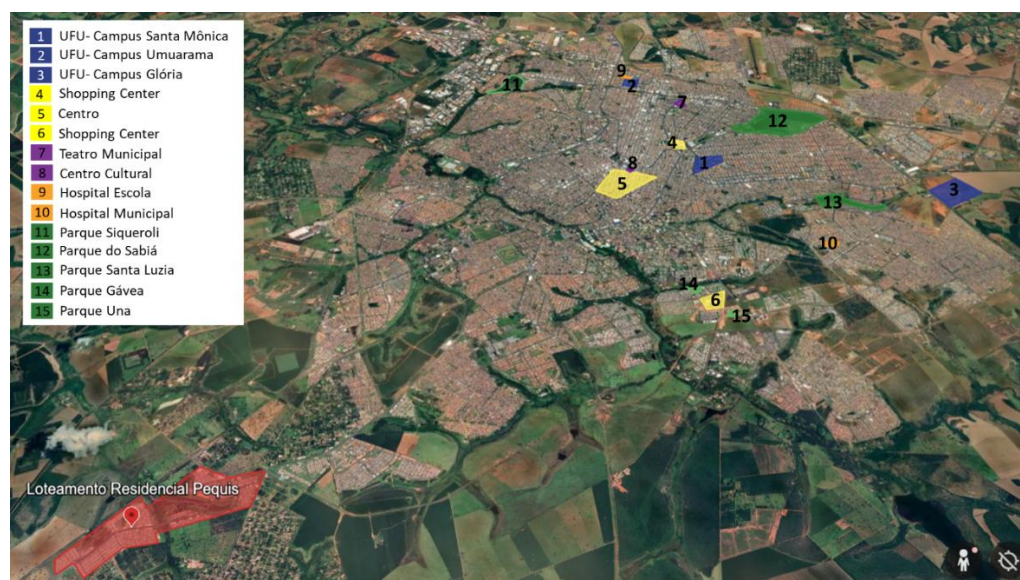 1 UFU- Campus Santa Mônica
2 UFU- Campus Umuarama
3 UFU- Campus Glória
4 Shopping Center
5 Centro
6 Shopping Center
7 Teatro Municipal
8 Centro Cultural
9 Hospital Escola
10 Hospital Municipal
11 Parque Siqueroli
12 Parque do Sabiá
13 Parque Santa Luzia
14 Parque Gávea
15 Parque Una
9
2
11
7
12
4
1
8
5
3
13
10
14
6
15
Loteamento Residencial Pequis